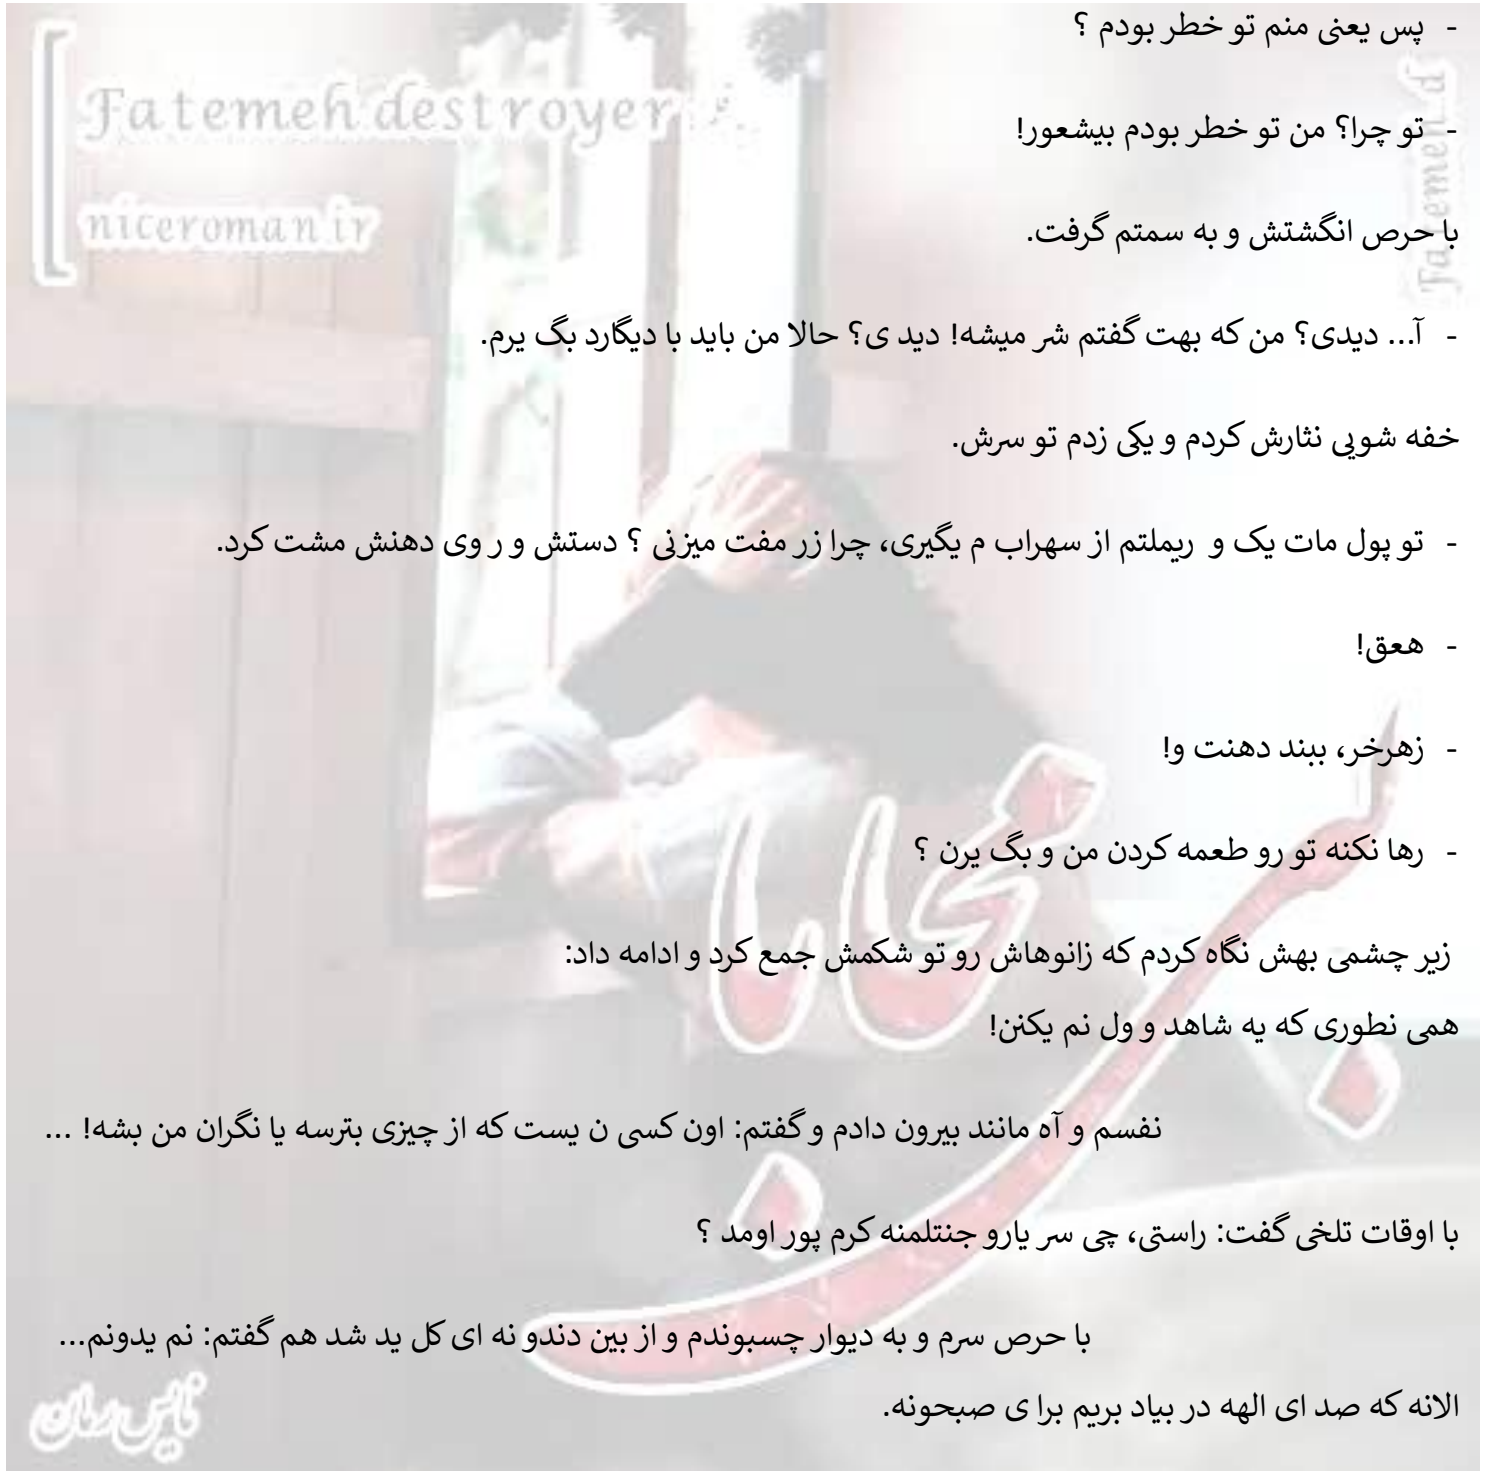 - پس یعنی منم تو خطر بودم ؟
- تو چرا؟ من تو خطر بودم بیشعور!
با حرص انگشتش و به سمتم گرفت.
- آ... دیدی؟ من که بهت گفتم شر میشه! دید ی؟ حالا من باید با دیگارد بگ یرم.
خفه شویی نثارش کردم و یکی زدم تو سرش.
- تو پول مات یک و ریملتم از سهراب م یگیری، چرا زر مفت میزنی ؟ دستش و ر وی دهنش مشت کرد.
- هعق!
- زهرخر، ببند دهنت و!
- رها نکنه تو رو طعمه کردن من و بگ یرن ؟
زیر چشمی بهش نگاه کردم که زانوهاش رو تو شکمش جمع کرد و ادامه داد:
همی نطوری که یه شاهد و ول نم یکنن!
نفسم و آه مانند بیرون دادم و گفتم: اون کسی ن یست که از چیزی بترسه یا نگران من بشه! ...
با اوقات تلخی گفت: راستی، چی سر یارو جنتلمنه کرم پور اومد ؟
با حرص سرم و به دیوار چسبوندم و از بین دندو نه ای کل ید شد هم گفتم: نم یدونم...
الانه که صد ای الهه در بیاد بریم برا ی صبحونه.
Fatemeh.destroyer
niceroman.ir
Fatemeh.d
بی محابا
نایس رمان